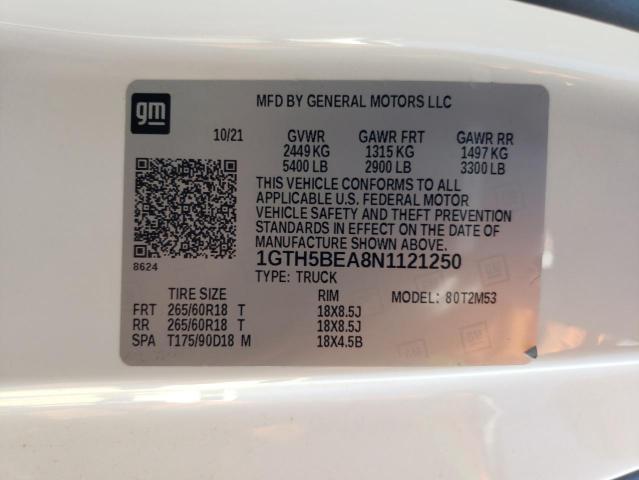 gm
MFD BY GENERAL MOTORS LLC
10/21 GVWR GAWR FRT GAWR RR
2449 KG 1315 KG 1497 KG
5400 LB 2900 LB 3300 LB
THIS VEHICLE CONFORMS TO ALL
APPLICABLE U.S. FEDERAL MOTOR
VEHICLE SAFETY AND THEFT PREVENTION
STANDARDS IN EFFECT ON THE DATE OF
MANUFACTURE SHOWN ABOVE.
8624
1GTH5BEA8N1121250
TYPE: TRUCK
TIRE SIZE RIM MODEL: 80T2M53
FRT 265/60R18 T 18X8.5J
RR 265/60R18 T 18X8.5J
SPA T175/90D18 M 18X4.5B